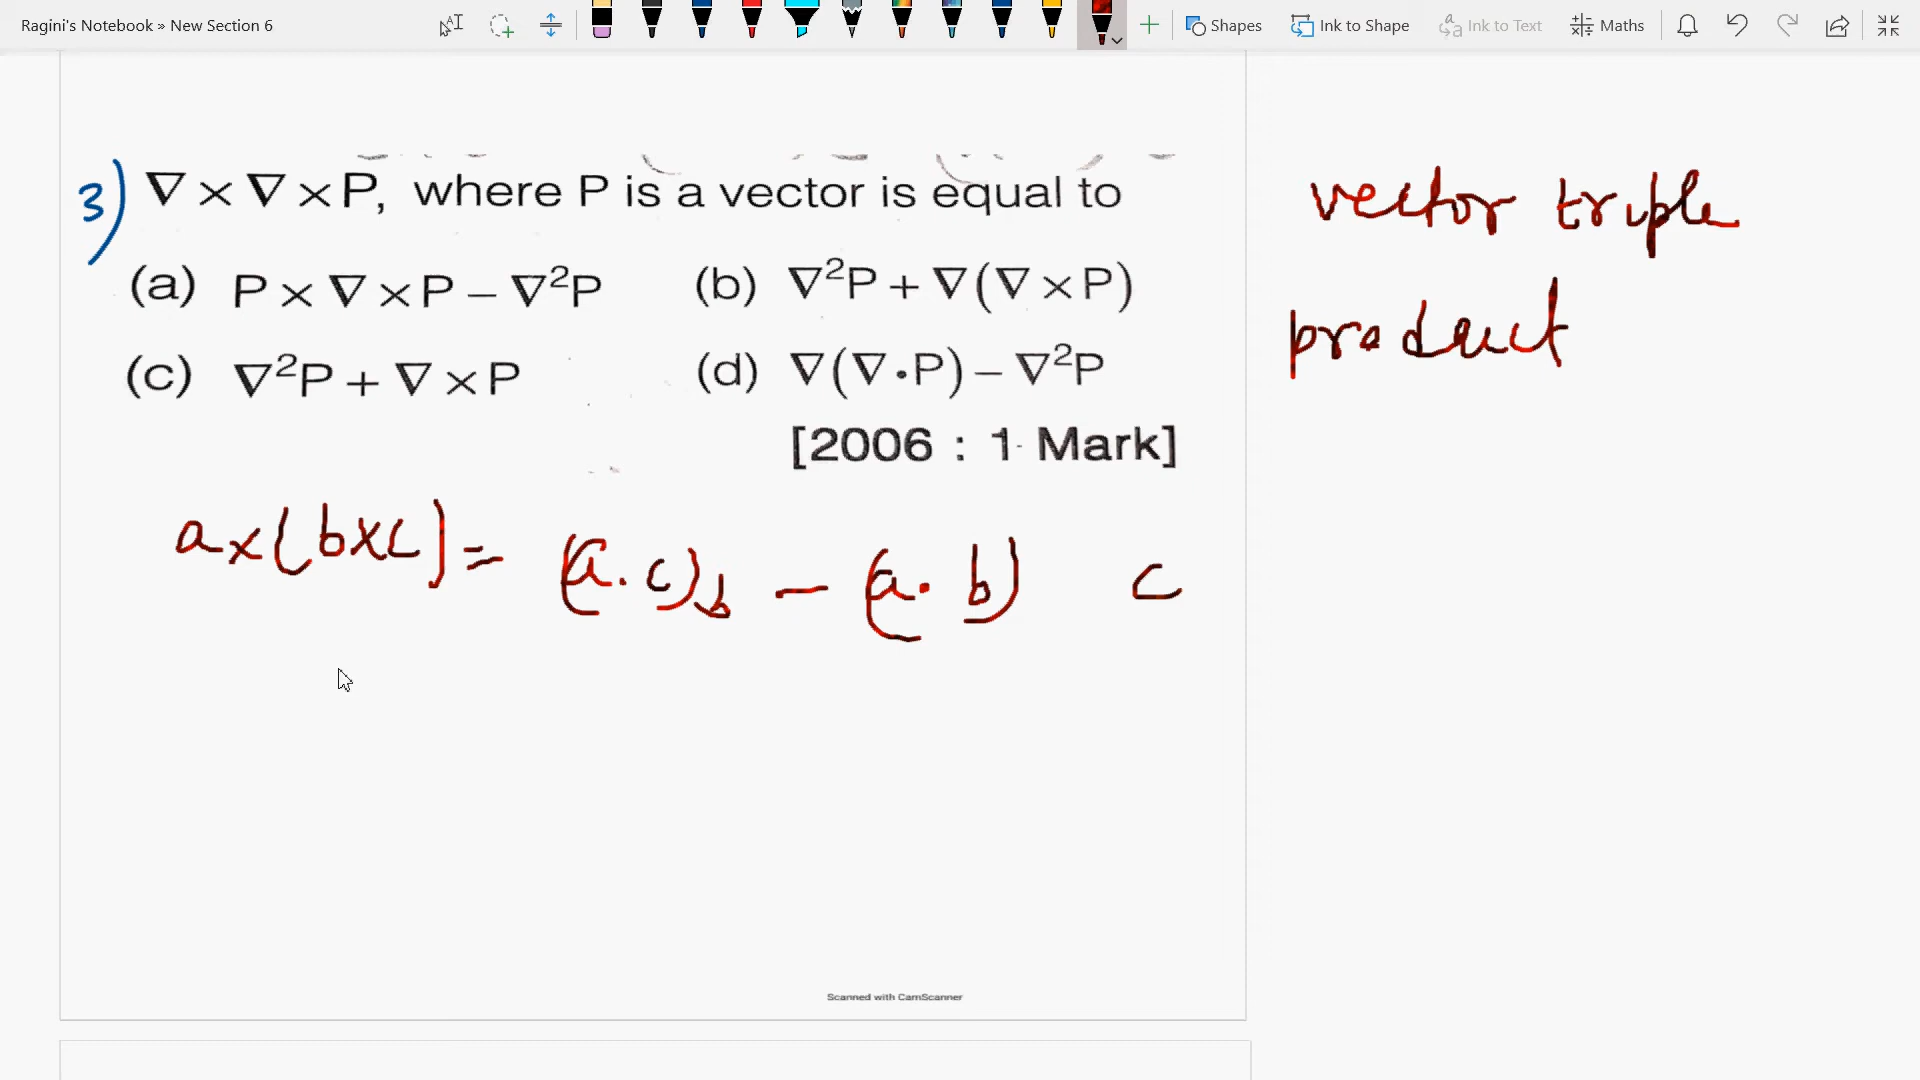 Ragini's Notebook » New Section 6
Shapes
Ink to Shape
Ink to Text
Maths
3) ∇ × ∇ × P, where P is a vector is equal to
(a) P × ∇ × P – ∇²P (b) ∇²P + ∇(∇ × P)
(c) ∇²P + ∇ × P (d) ∇(∇ • P) – ∇²P
[2006 : 1 Mark]
a×(b×c) = (a.c)b – (a.b) c
vector triple
product
Scanned with CamScanner